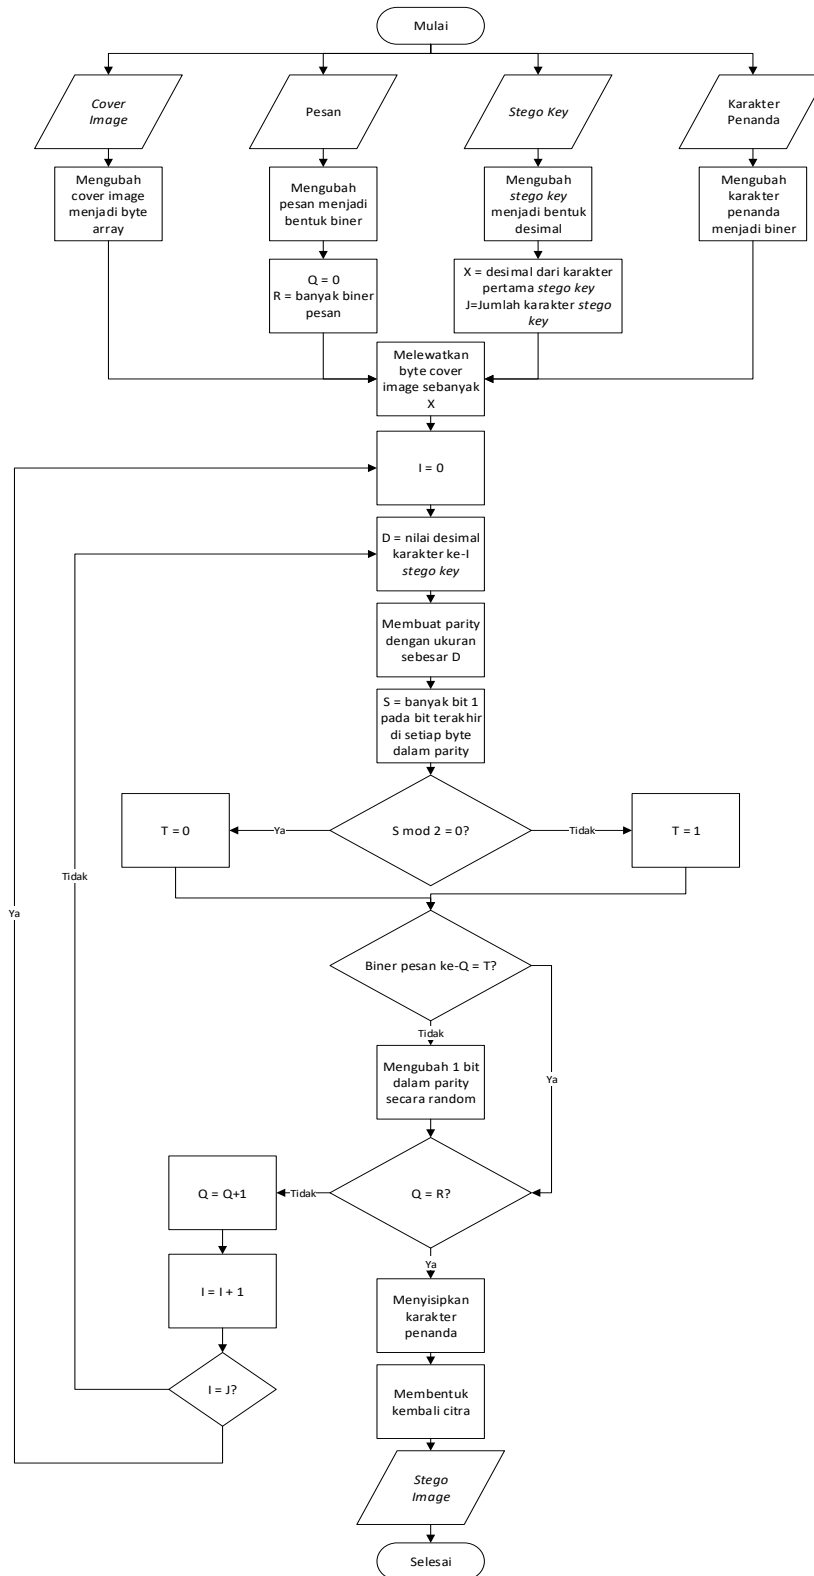 Mulai
Cover
Image
Pesan
Stego Key
Karakter
Penanda
Mengubah
cover image
menjadi byte
array
Mengubah
pesan menjadi
bentuk biner
Mengubah
stego key
menjadi bentuk
desimal
Mengubah
karakter
penanda
menjadi biner
Q = 0
R = banyak biner
pesan
X = desimal dari karakter
pertama stego key
J=Jumlah karakter stego
key
Melewatkan
byte cover
image sebanyak
X
I = 0
D = nilai desimal
karakter ke-I
stego key
Membuat parity
dengan ukuran
sebesar D
S = banyak bit 1
pada bit terakhir
di setiap byte
dalam parity
T = 0
Ya
S mod 2 = 0?
Tidak
T = 1
Tidak
Ya
Biner pesan ke-Q = T?
Tidak
Mengubah 1 bit
dalam parity
secara random
Ya
Q = Q+1
Tidak
Q = R?
Ya
I = I + 1
Menyisipkan
karakter
penanda
I = J?
Membentuk
kembali citra
Stego
Image
Selesai